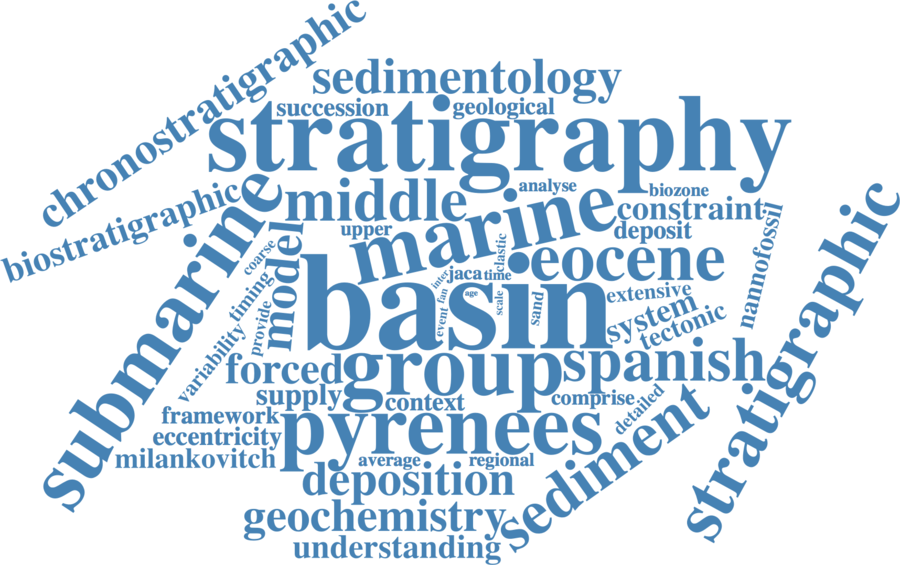 chronostratigraphic
sedimentology
succession
geological
stratigraphy
biostratigraphic
submarine
middle
analyse
biozone
marine
constraint
upper
deposit
coarse
model
clastic
nannofossil
stratigraphic
timing
inter
jaca
time
eocene
basin
fan
age
scale
sand
extensive
event
system
tectonic
provide
variability
forced
group
spanish
supply
context
comprise
detailed
framework
pyrenees
sediment
eccentricity
milankovitch
average
regional
deposition
geochemistry
understanding